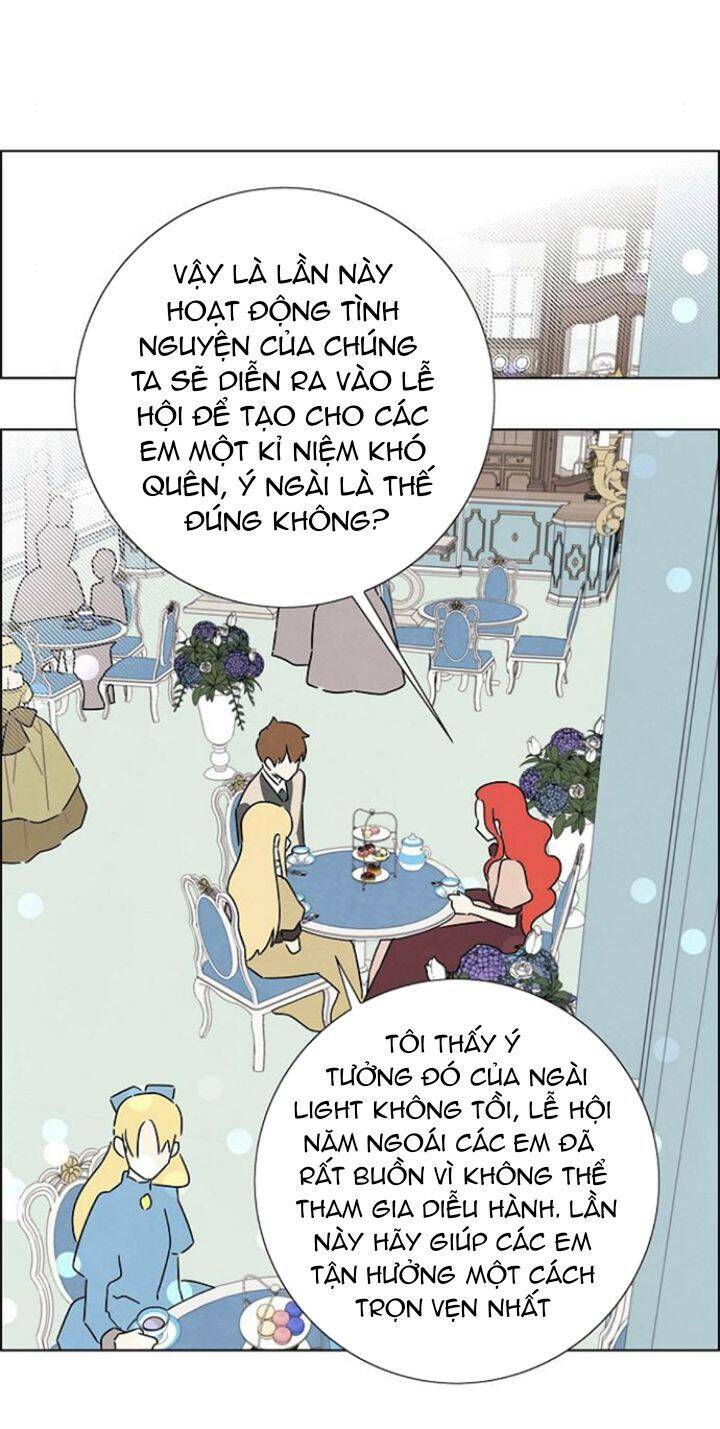 VẬY LÀ LẦN NÀY
HOẠT ĐỘNG TÌNH
NGUYỆN CỦA CHÚNG
TA SẼ DIỄN RA VÀO LỄ
HỘI ĐỂ TẠO CHO CÁC
EM MỘT KỈ NIỆM KHÓ
QUÊN, Ý NGÀI LÀ THẾ
ĐÚNG KHÔNG?
TÔI THẤY Ý
TƯỞNG ĐÓ CỦA NGÀI
LIGHT KHÔNG TỒI, LỄ HỘI
NĂM NGOÁI CÁC EM ĐÃ
RẤT BUỒN VÌ KHÔNG THỂ
THAM GIA DIỄU HÀNH. LẦN
NÀY HÃY GIÚP CÁC EM
TẬN HƯỞNG MỘT CÁCH
TRỌN VẸN NHẤT